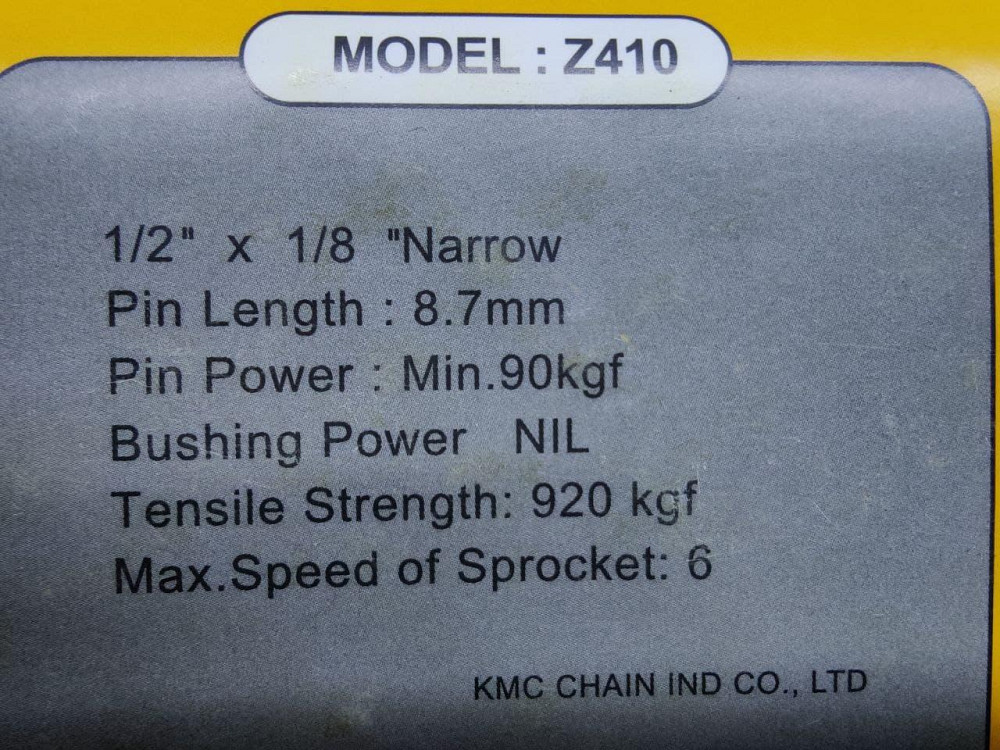 MODEL : Z410
1/2" x 1/8 "Narrow
Pin Length : 8.7mm
Pin Power : Min.90kgf
Bushing Power NIL
Tensile Strength: 920 kgf
Max.Speed of Sprocket: 6
KMC CHAIN IND CO., LTD